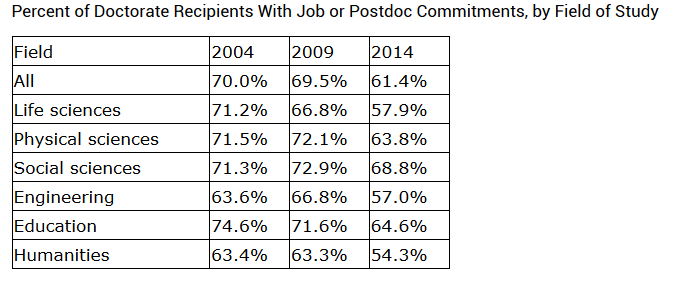 Percent of Doctorate Recipients With Job or Postdoc Commitments, by Field of Study
Field 2004 2009 2014
All 70.0% 69.5% 61.4%
Life sciences 71.2% 66.8% 57.9%
Physical sciences 71.5% 72.1% 63.8%
Social sciences 71.3% 72.9% 68.8%
Engineering 63.6% 66.8% 57.0%
Education 74.6% 71.6% 64.6%
Humanities 63.4% 63.3% 54.3%